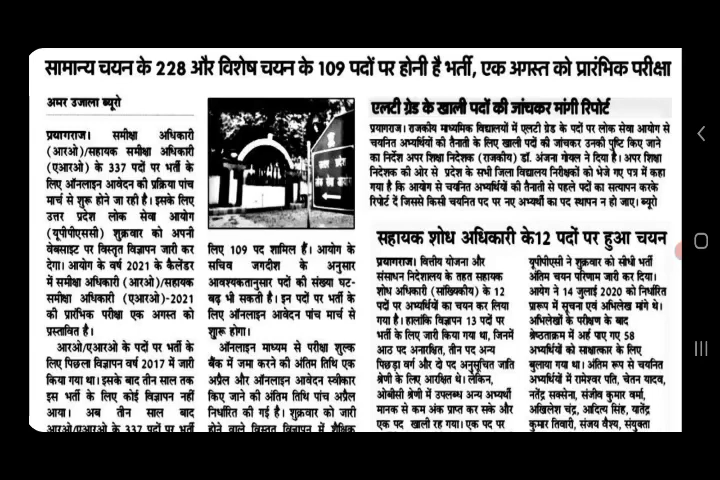 सामान्य चयन के 228 और विशेष चयन के 109 पदों पर होनी है भर्ती, एक अगस्त को प्रारंभिक परीक्षा
अमर उजाला ब्यूरो
प्रयागराज। समीक्षा अधिकारी
(आरओ)/सहायक समीक्षा अधिकारी
(एआरओ) के 337 पदों पर भर्ती के
लिए ऑनलाइन आवेदन की प्रक्रिया पांच
मार्च से शुरू होने जा रही है। इसके लिए
उत्तर प्रदेश लोक सेवा आयोग
(यूपीपीएससी) शुक्रवार को अपनी
वेबसाइट पर विस्तृत विज्ञापन जारी कर
देगा। आयोग के वर्ष 2021 के कैलेंडर
में समीक्षा अधिकारी (आरओ)/सहायक
समीक्षा अधिकारी (एआरओ)-2021
की प्रारंभिक परीक्षा एक अगस्त को
प्रस्तावित है।
आरओ/एआरओ के पदों पर भर्ती के
लिए पिछला विज्ञापन वर्ष 2017 में जारी
किया गया था। इसके बाद तीन साल तक
इस भर्ती के लिए कोई विज्ञापन नहीं
आया। अब तीन साल बाद
आरओ/एआरओ के 337 पदों पर भर्ती
लिए 109 पद शामिल हैं। आयोग के
सचिव जगदीश के अनुसार
आवश्यकतानुसार पदों की संख्या घट-
बढ़ भी सकती है। इन पदों पर भर्ती के
लिए ऑनलाइन आवेदन पांच मार्च से
शुरू होगा।
ऑनलाइन माध्यम से परीक्षा शुल्क
बैंक में जमा करने की अंतिम तिथि एक
अप्रैल और ऑनलाइन आवेदन स्वीकार
किए जाने की अंतिम तिथि पांच अप्रैल
निर्धारित की गई है। शुक्रवार को जारी
होने वाले विस्तृत विज्ञापन में शैक्षिक
एलटी ग्रेड के खाली पदों की जांचकर मांगी रिपोर्ट
प्रयागराज। राजकीय माध्यमिक विद्यालयों में एलटी ग्रेड के पदों पर लोक सेवा आयोग से
चयनित अभ्यर्थियों की तैनाती के लिए खाली पदों की जांचकर उनकी पुष्टि किए जाने
का निर्देश अपर शिक्षा निदेशक (राजकीय) डॉ. अंजना गोयल ने दिया है। अपर शिक्षा
निदेशक की ओर से प्रदेश के सभी जिला विद्यालय निरीक्षकों को भेजे गए पत्र में कहा
गया है कि आयोग से चयनित अभ्यर्थियों की तैनाती से पहले पदों का सत्यापन करके
रिपोर्ट दें जिससे किसी चयनित पद पर नए अभ्यर्थी का पद स्थापन न हो जाए। ब्यूरो
सहायक शोध अधिकारी के 12 पदों पर हुआ चयन
प्रयागराज। वित्तीय योजना और
संसाधन निदेशालय के तहत सहायक
शोध अधिकारी (सांख्यिकीय) के 12
पदों पर अभ्यर्थियों का चयन कर लिया
गया है। हालांकि विज्ञापन 13 पदों पर
भर्ती के लिए जारी किया गया था, जिनमें
आठ पद अनारक्षित, तीन पद अन्य
पिछड़ा वर्ग और दो पद अनुसूचित जाति
श्रेणी के लिए आरक्षित थे। लेकिन,
ओबीसी श्रेणी में उपलब्ध अन्य अभ्यर्थी
मानक से कम अंक प्राप्त कर सके और
एक पद खाली रह गया। एक पद पर
यूपीपीएससी ने शुक्रवार को सीधी भर्ती
अंतिम चयन परिणाम जारी कर दिया।
आयोग ने 14 जुलाई 2020 को निर्धारित
प्रारूप में सूचना एवं अभिलेख मांगे थे।
अभिलेखों के परीक्षण के बाद
श्रेष्ठताक्रम में अर्ह पाए गए 58
अभ्यर्थियों को साक्षात्कार के लिए
बुलाया गया था। अंतिम रूप से चयनित
अभ्यर्थियों में रामेश्वर पति, चेतन यादव,
नतेंद्र सक्सेना, संजीव कुमार वर्मा,
अखिलेश चंद्र, आदित्य सिंह, यातेंद्र
कुमार तिवारी, संजय वैश्य, संयुक्ता